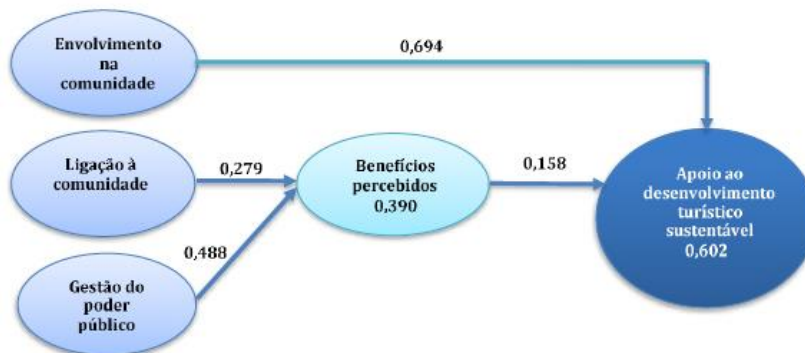 Envolvimento
na
comunidade
0,694
Ligação à
comunidade
0,279
Benefícios
percebidos
0,390
0,158
Apoio ao
desenvolvimento
turístico
sustentável
0,602
0,488
Gestão do
poder
público